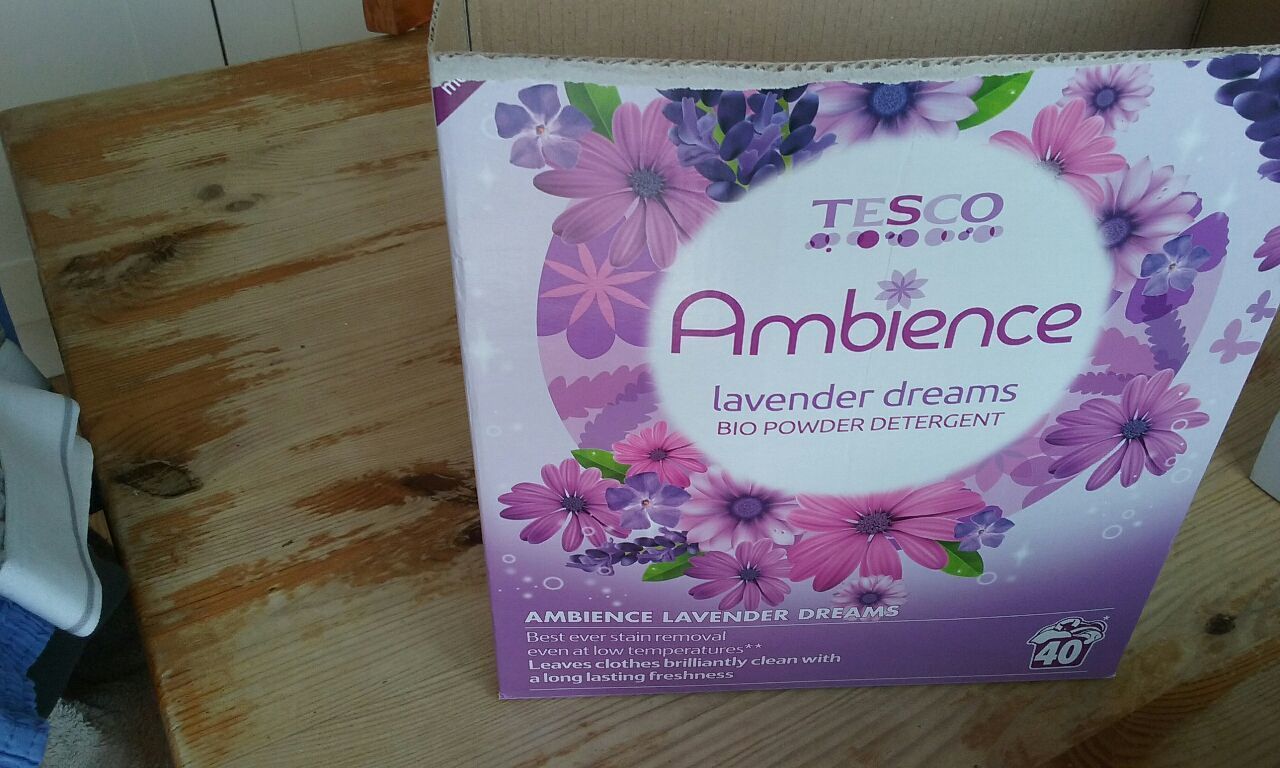 TESCO
Ambience
lavender dreams
BIO POWDER DETERGENT
AMBIENCE LAVENDER DREAMS
Best ever stain removal
even at low temperatures**
Leaves clothes brilliantly clean with
a long lasting freshness
40*